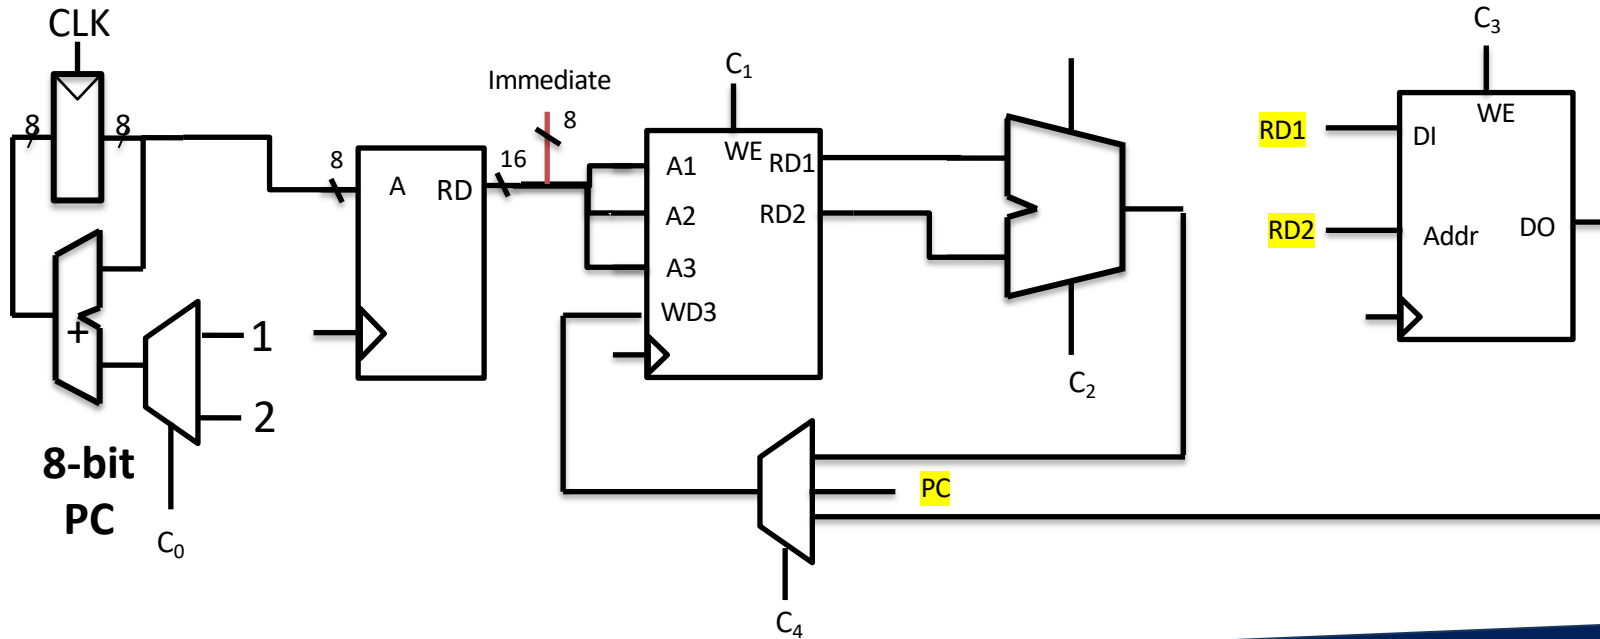 CLK
8
8
8-bit
PC
+
1
2
C₀
8
A
RD
16
Immediate
8
C₁
WE
A1
A2
A3
WD3
RD1
RD2
C₂
PC
C₄
C₃
RD1
RD2
WE
DI
Addr
DO